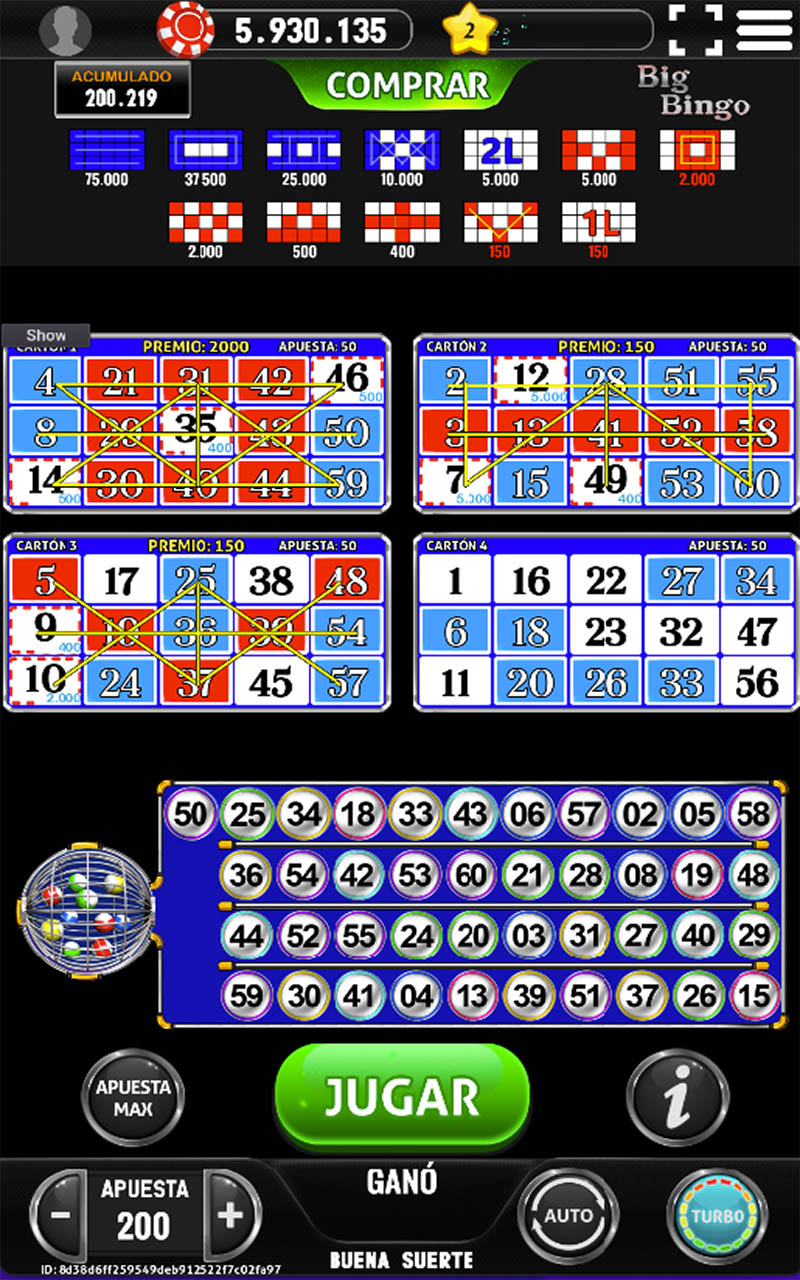 5.930.135 2
ACUMULADO
200.219
COMPRAR
Big
Bingo
2L
75.000 37500 25.000 10.000 5.000 5.000 2.000
1L
2.000 500 400 150 150
Show
CARTÓN 1 PREMIO: 2000 APUESTA: 50
4 21 31 42 46 500
8 29 35 400 43 50
14 500 30 40 44 59
CARTÓN 2 PREMIO: 150 APUESTA: 50
2 12 5.000 28 51 55
3 13 41 52 58
7 5.000 15 49 400 53 60
CARTÓN 3 PREMIO: 150 APUESTA: 50
5 17 25 38 48
9 400 19 36 39 54
10 2.000 24 37 45 57
CARTÓN 4 APUESTA: 50
1 16 22 27 34
6 18 23 32 47
11 20 26 33 56
50 25 34 18 33 43 06 57 02 05 58
36 54 42 53 60 21 28 08 19 48
44 52 55 24 20 03 31 27 40 29
59 30 41 04 13 39 51 37 26 15
APUESTA
MAX
JUGAR
i
APUESTA
200
- +
GANÓ
AUTO
TURBO
BUENA SUERTE
ID: 8d38d6ff259549deb912522f7c02fa97